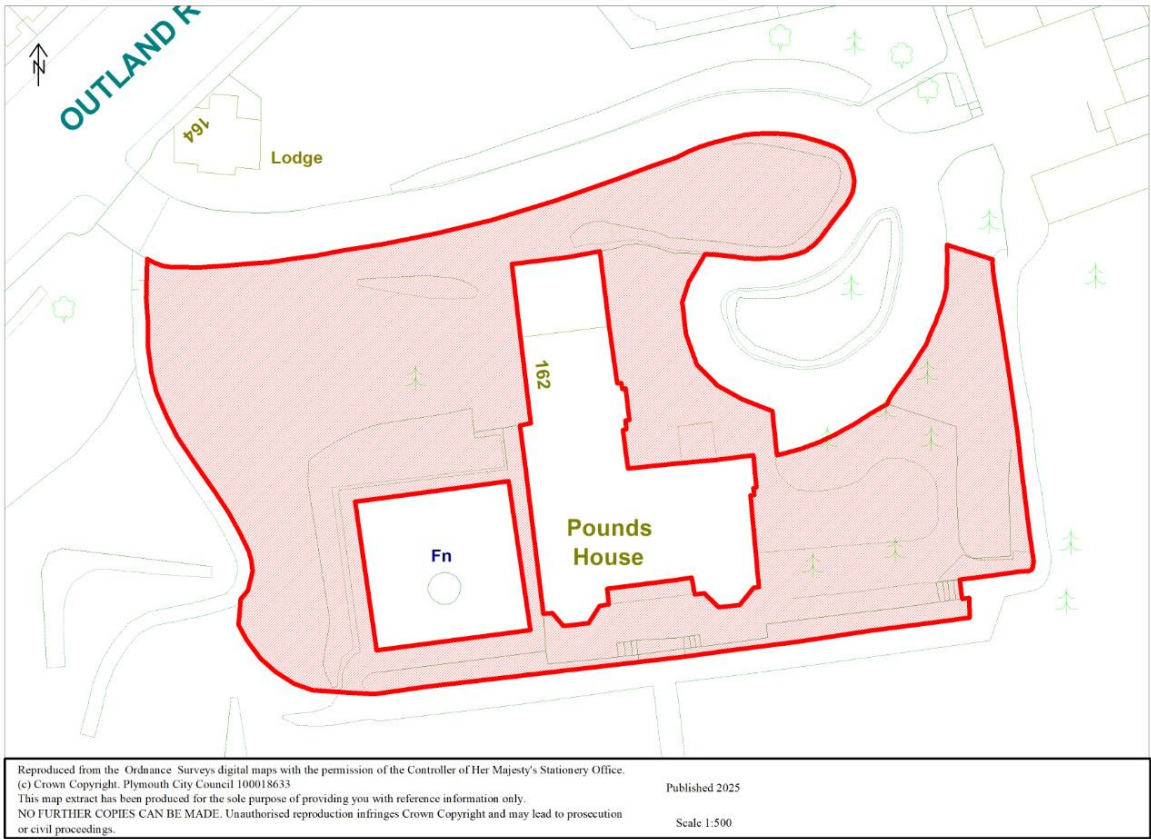 OUTLAND R
N
164
Lodge
162
Pounds
House
Fn
Reproduced from the Ordnance Surveys digital maps with the permission of the Controller of Her Majesty's Stationery Office.
(c) Crown Copyright. Plymouth City Council 100018633
This map extract has been produced for the sole purpose of providing you with reference information only.
NO FURTHER COPIES CAN BE MADE. Unauthorised reproduction infringes Crown Copyright and may lead to prosecution
or civil proceedings.
Published 2025
Scale 1:500